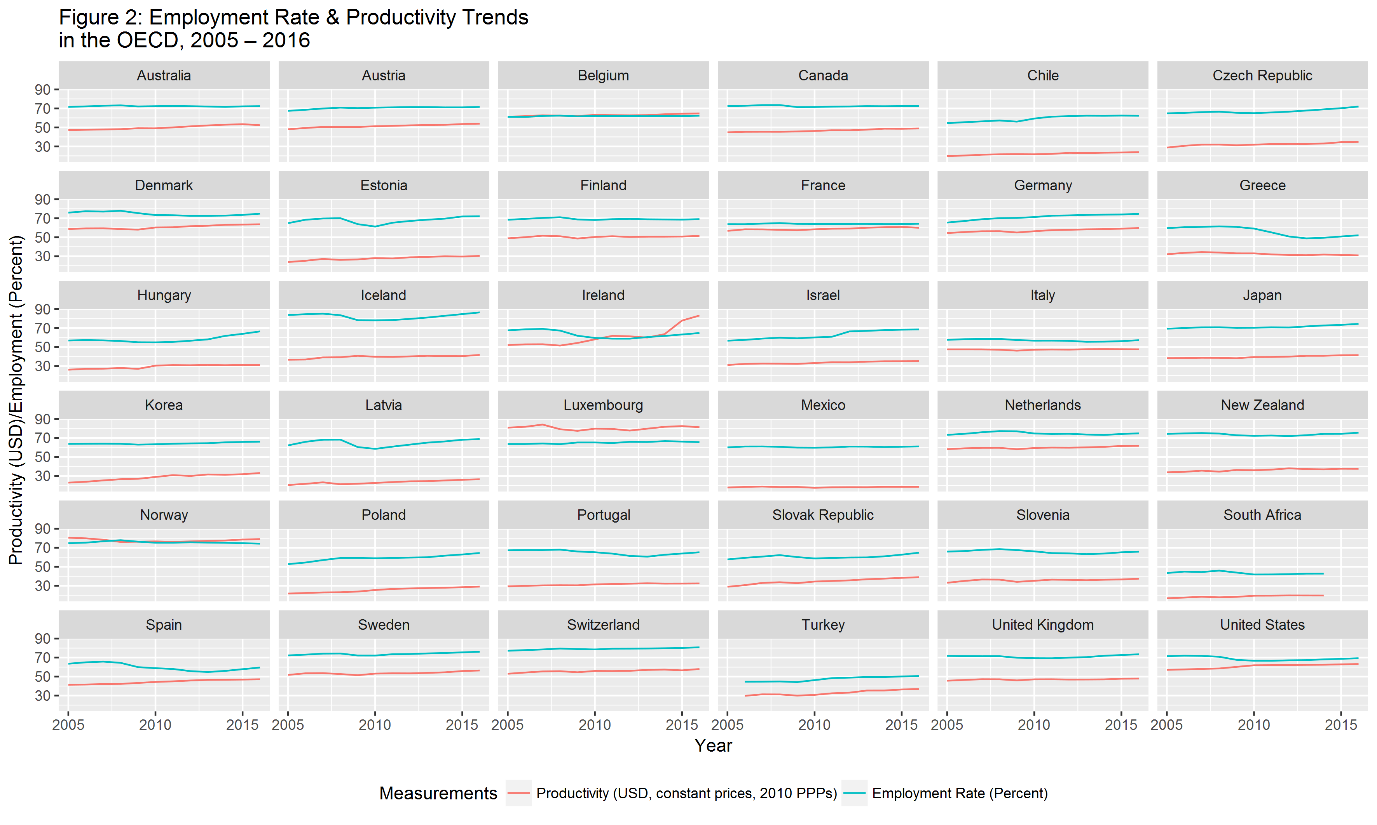 Figure 2: Employment Rate & Productivity Trends
in the OECD, 2005 – 2016
Australia Austria Belgium Canada Chile Czech Republic
90
70
50
30
Denmark Estonia Finland France Germany Greece
90
70
50
30
Hungary Iceland Ireland Israel Italy Japan
90
70
50
30
Korea Latvia Luxembourg Mexico Netherlands New Zealand
90
70
50
30
Norway Poland Portugal Slovak Republic Slovenia South Africa
90
70
50
30
Spain Sweden Switzerland Turkey United Kingdom United States
90
70
50
30
2005 2010 2015 2005 2010 2015 2005 2010 2015 2005 2010 2015 2005 2010 2015 2005 2010 2015
Productivity (USD)/Employment (Percent)
Year
Measurements Productivity (USD, constant prices, 2010 PPPs) Employment Rate (Percent)